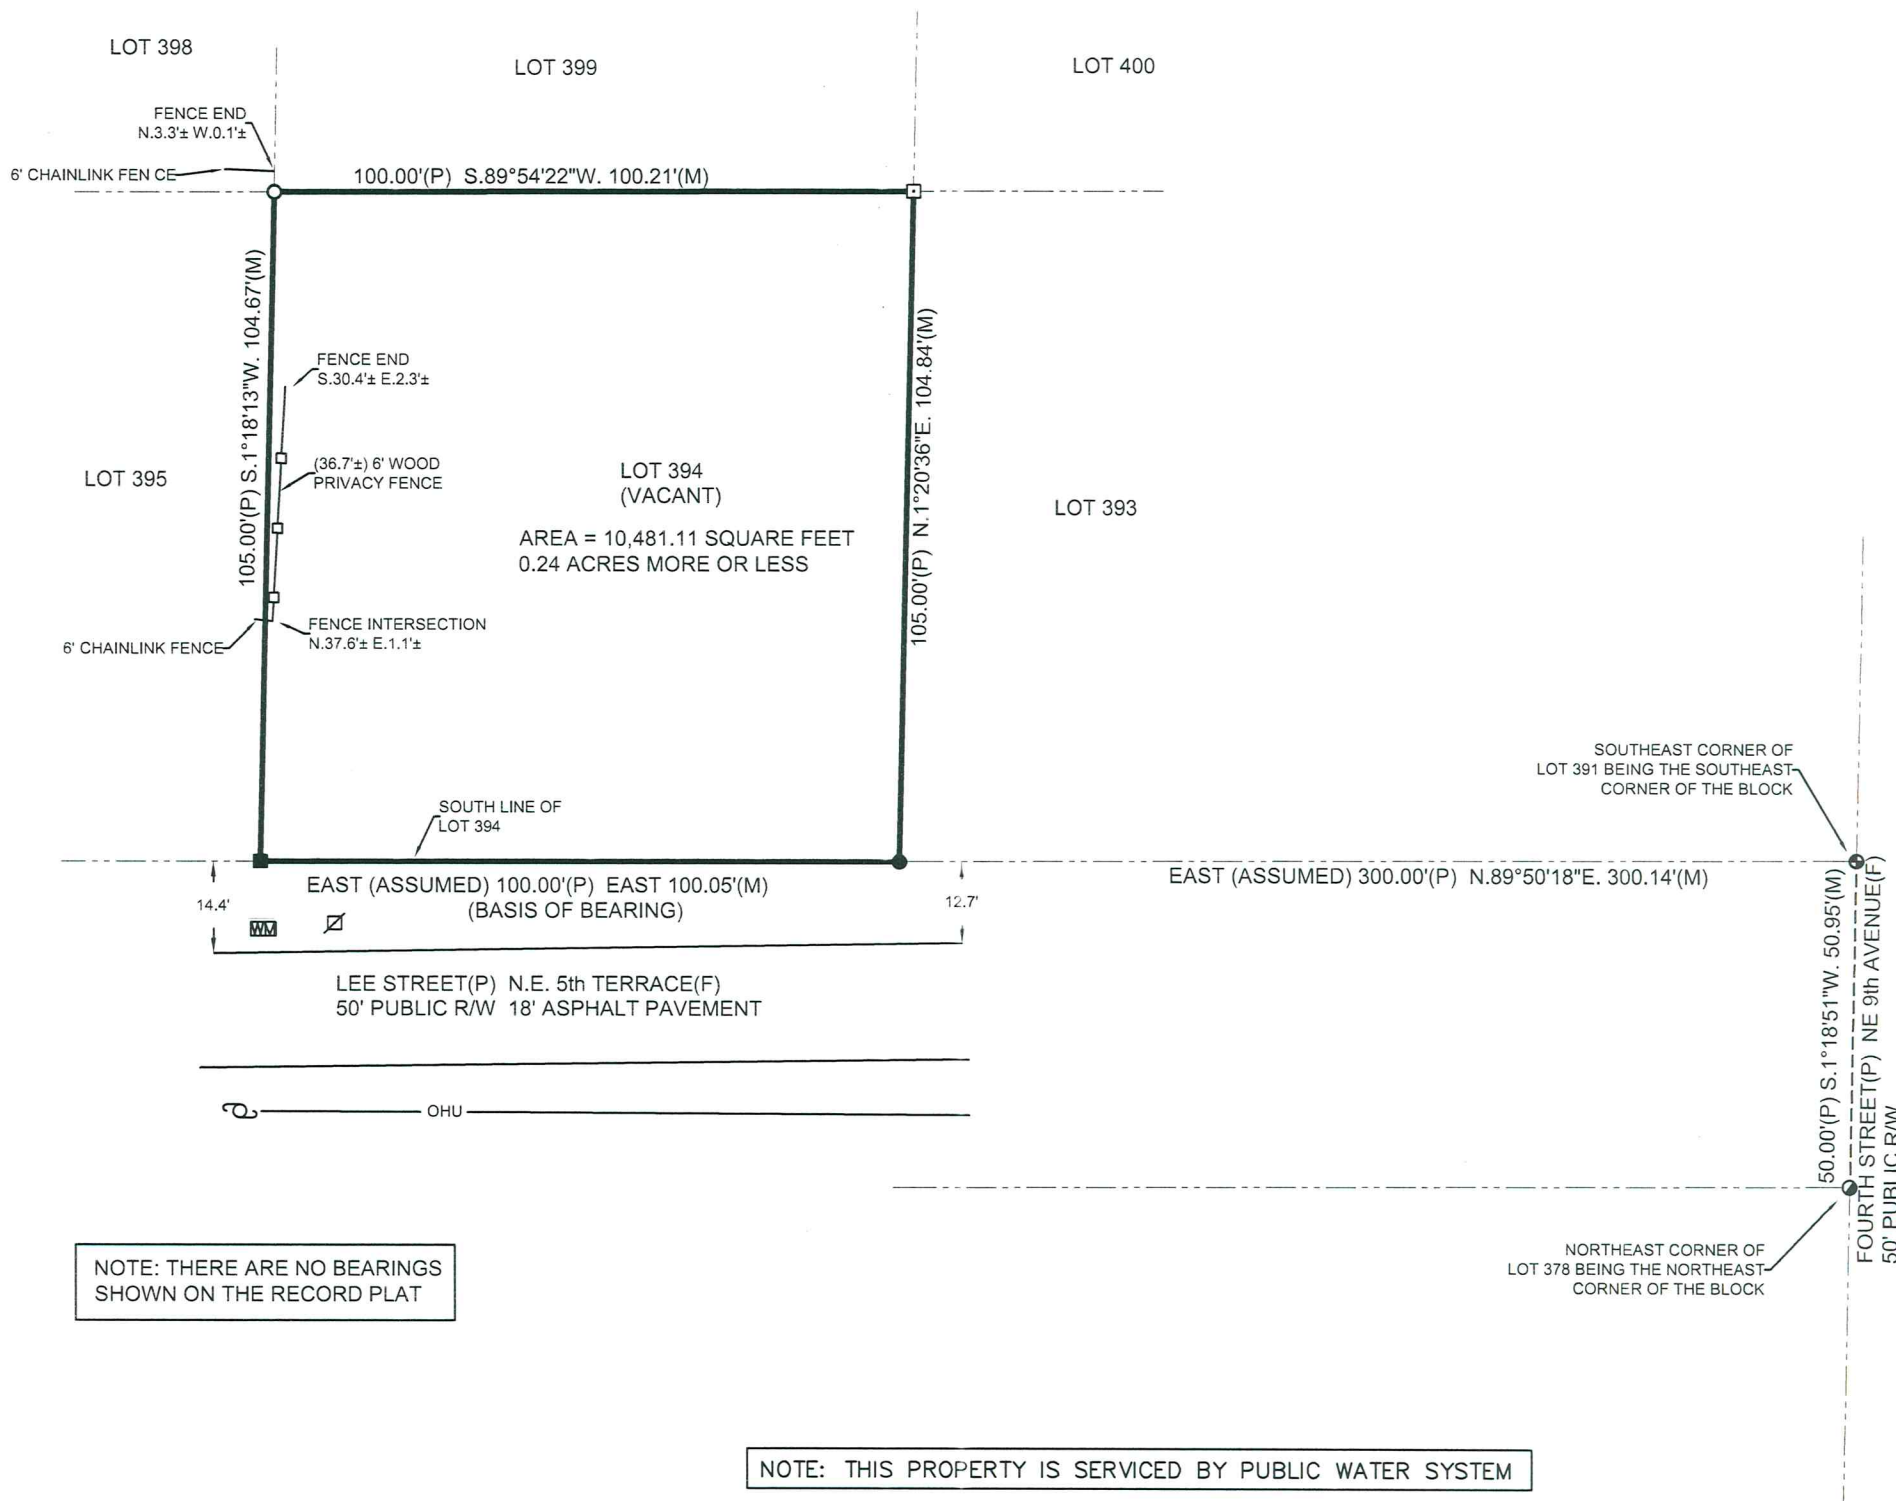 LOT 398
LOT 399
LOT 400
FENCE END
N.3.3'± W.0.1'±
6' CHAINLINK FEN CE
100.00'(P) S.89°54'22"W. 100.21'(M)
105.00'(P) S.1°18'13"W. 104.67'(M)
FENCE END
S.30.4'± E.2.3'±
(36.7'±) 6' WOOD
PRIVACY FENCE
LOT 395
LOT 394
(VACANT)
AREA = 10,481.11 SQUARE FEET
0.24 ACRES MORE OR LESS
105.00'(P) N.1°20'36"E. 104.84'(M)
LOT 393
FENCE INTERSECTION
N.37.6'± E.1.1'±
6' CHAINLINK FENCE
SOUTH LINE OF
LOT 394
SOUTHEAST CORNER OF
LOT 391 BEING THE SOUTHEAST
CORNER OF THE BLOCK
EAST (ASSUMED) 100.00'(P) EAST 100.05'(M)
(BASIS OF BEARING)
14.4'
12.7'
WM
EAST (ASSUMED) 300.00'(P) N.89°50'18"E. 300.14'(M)
50.00'(P) S.1°18'51"W. 50.95'(M)
FOURTH STREET(P) NE 9th AVENUE(F)
50' PUBLIC R/W
LEE STREET(P) N.E. 5th TERRACE(F)
50' PUBLIC R/W 18' ASPHALT PAVEMENT
OHU
NORTHEAST CORNER OF
LOT 378 BEING THE NORTHEAST
CORNER OF THE BLOCK
NOTE: THERE ARE NO BEARINGS
SHOWN ON THE RECORD PLAT
NOTE: THIS PROPERTY IS SERVICED BY PUBLIC WATER SYSTEM